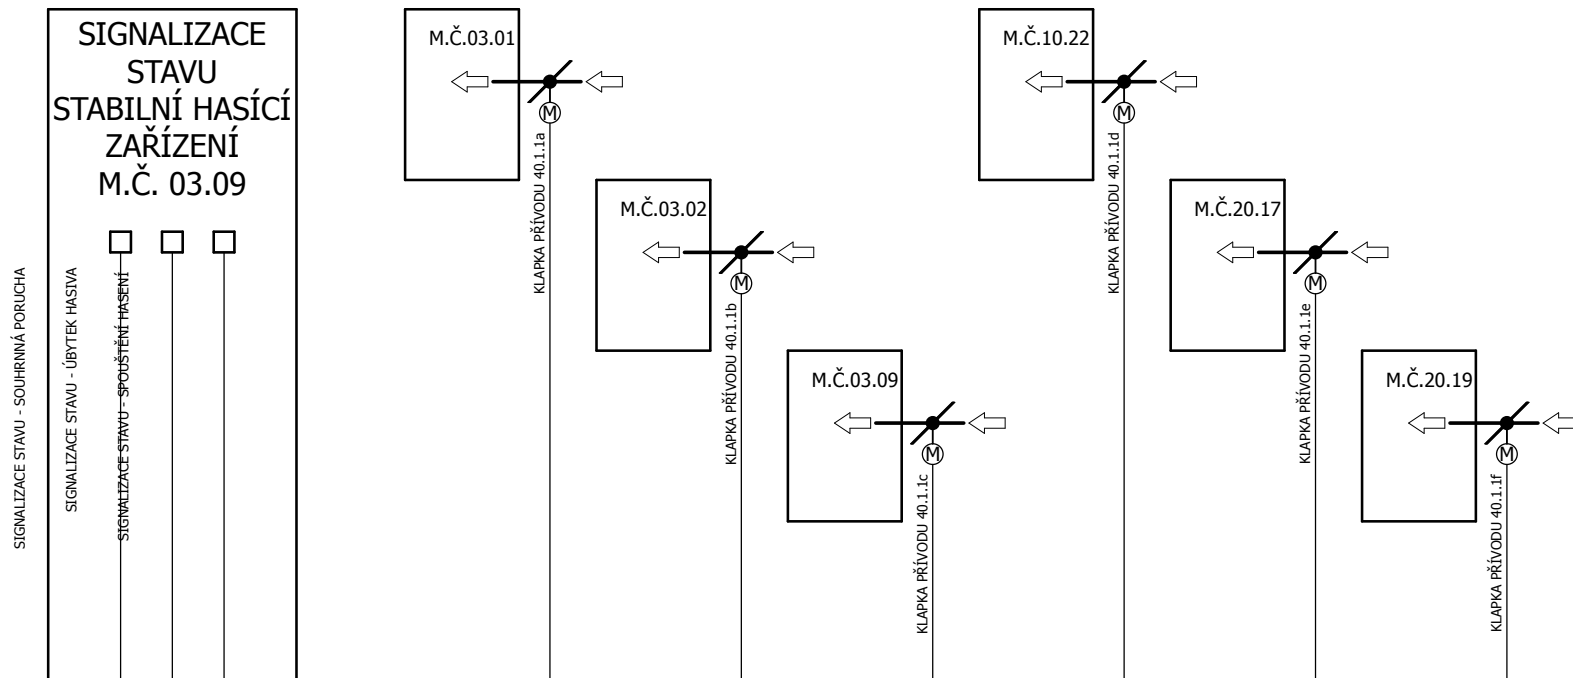 SIGNALIZACE
STAVU
STABILNÍ HASÍCÍ
ZAŘÍZENÍ
M.Č. 03.09
SIGNALIZACE STAVU - SOUHRNNÁ PORUCHA
SIGNALIZACE STAVU - ÚBYTEK HASIVA
SIGNALIZACE STAVU - SPOUŠTĚNÍ HAŠENÍ
M.Č.03.01
M
KLAPKA PŘÍVODU 40.1.1a
M.Č.03.02
M
KLAPKA PŘÍVODU 40.1.1b
M.Č.03.09
M
KLAPKA PŘÍVODU 40.1.1c
M.Č.10.22
M
KLAPKA PŘÍVODU 40.1.1d
M.Č.20.17
M
KLAPKA PŘÍVODU 40.1.1e
M.Č.20.19
M
KLAPKA PŘÍVODU 40.1.1f